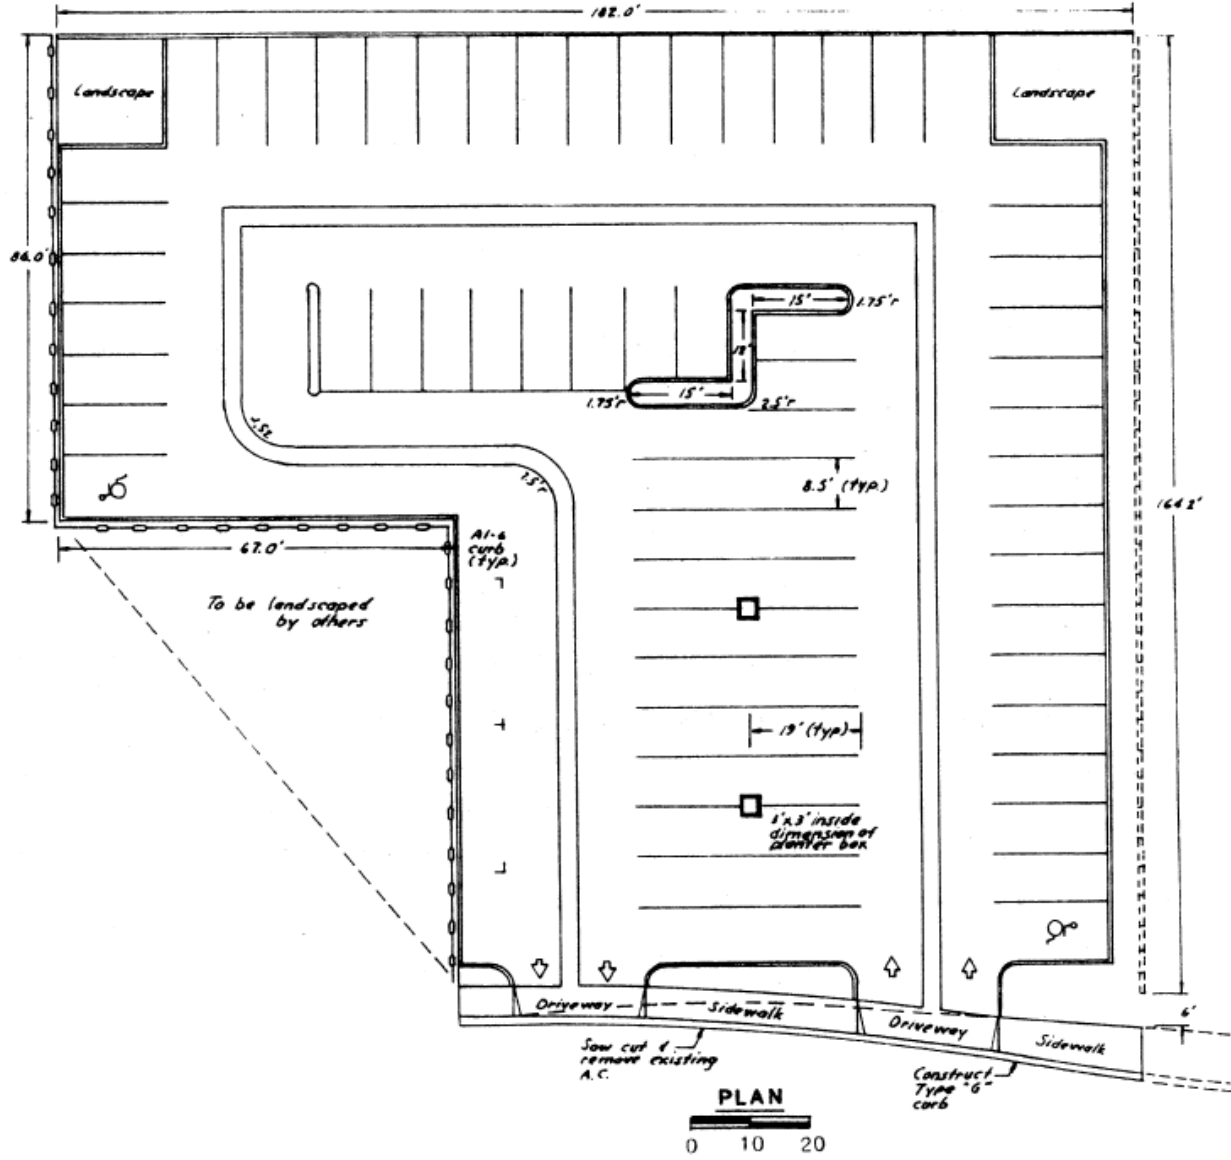 182.0'
Landscape
Landscape
86.0'
15'
1.75'r
18'
1.75'r
15'
2.5'r
7.5'r
8.5' (typ.)
164.2'
67.0'
A1-6
curb
(typ.)
To be landscaped
by others
19' (typ)
3'x3' inside
dimension of
planter box
6'
Driveway
Sidewalk
Driveway
Sidewalk
Saw cut &
remove existing
A.C.
Construct
Type "G"
curb
PLAN
0 10 20